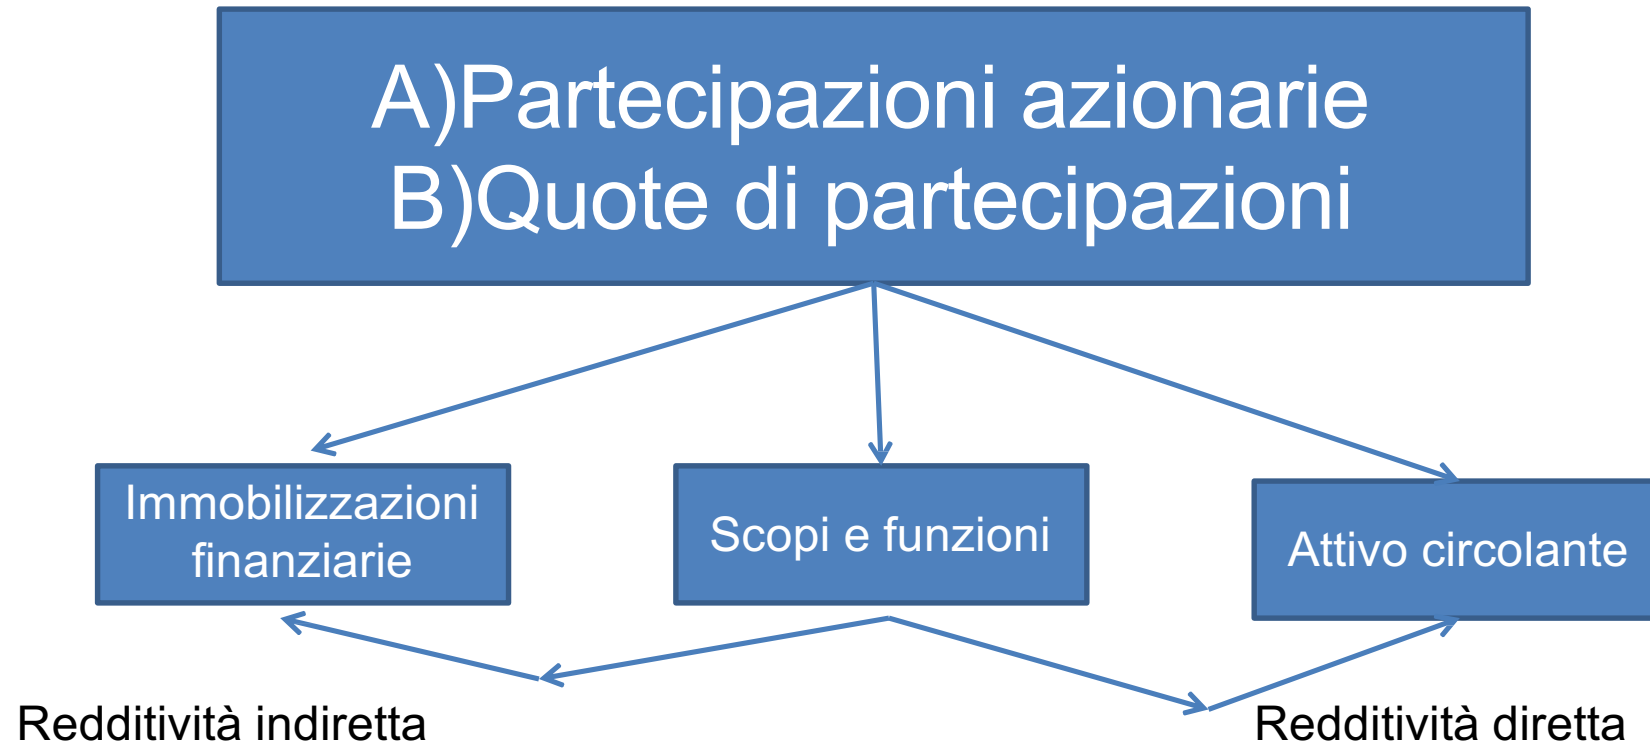 A)Partecipazioni azionarie
B)Quote di partecipazioni
Immobilizzazioni
finanziarie
Scopi e funzioni
Attivo circolante
Redditività indiretta
Redditività diretta